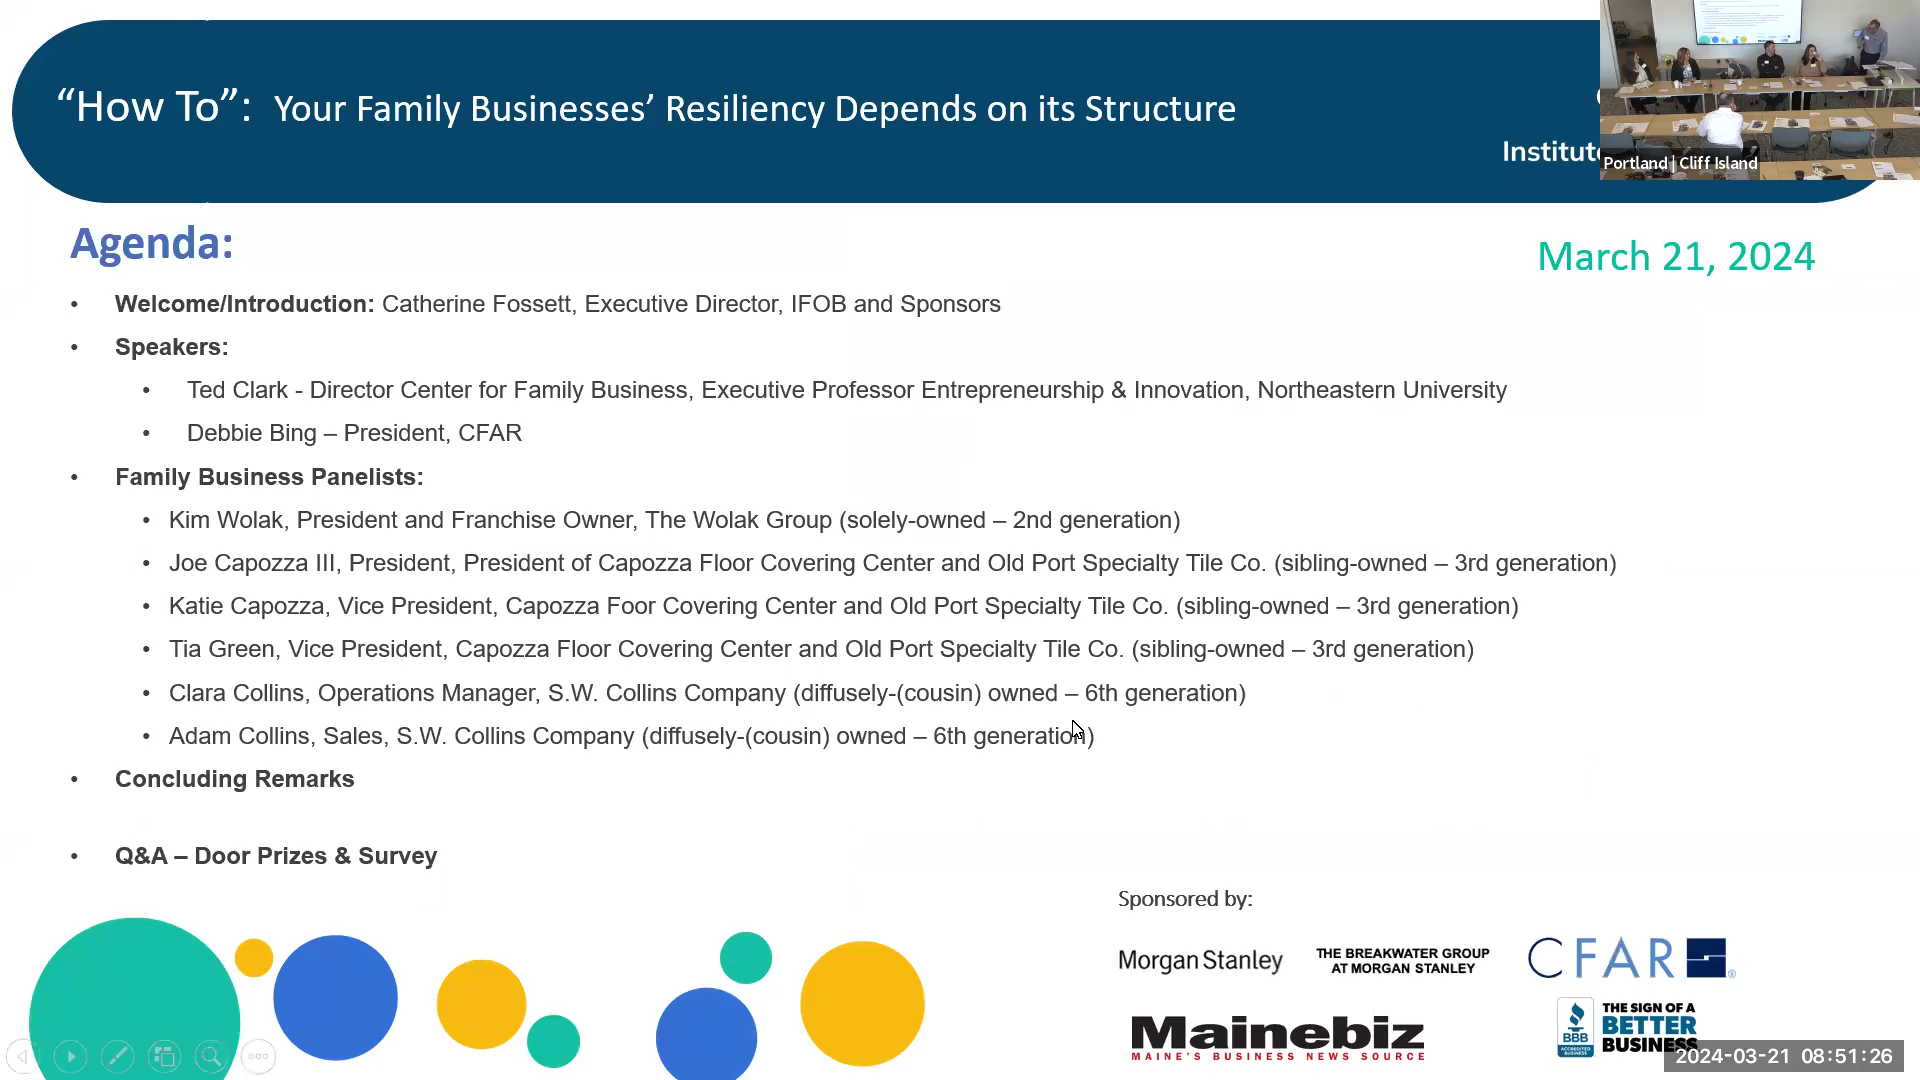 “How To”: Your Family Businesses’ Resiliency Depends on its Structure
Institute
Portland | Cliff Island
Agenda:
March 21, 2024
• Welcome/Introduction: Catherine Fossett, Executive Director, IFOB and Sponsors
• Speakers:
• Ted Clark - Director Center for Family Business, Executive Professor Entrepreneurship & Innovation, Northeastern University
• Debbie Bing – President, CFAR
• Family Business Panelists:
• Kim Wolak, President and Franchise Owner, The Wolak Group (solely-owned – 2nd generation)
• Joe Capozza III, President, President of Capozza Floor Covering Center and Old Port Specialty Tile Co. (sibling-owned – 3rd generation)
• Katie Capozza, Vice President, Capozza Foor Covering Center and Old Port Specialty Tile Co. (sibling-owned – 3rd generation)
• Tia Green, Vice President, Capozza Floor Covering Center and Old Port Specialty Tile Co. (sibling-owned – 3rd generation)
• Clara Collins, Operations Manager, S.W. Collins Company (diffusely-(cousin) owned – 6th generation)
• Adam Collins, Sales, S.W. Collins Company (diffusely-(cousin) owned – 6th generation)
• Concluding Remarks
• Q&A – Door Prizes & Survey
Sponsored by:
Morgan Stanley
THE BREAKWATER GROUP
AT MORGAN STANLEY
CFAR
®
Mainebiz
MAINE'S BUSINESS NEWS SOURCE
BBB
ACCREDITED
BUSINESS
THE SIGN OF A
BETTER
BUSINESS
2024-03-21 08:51:26